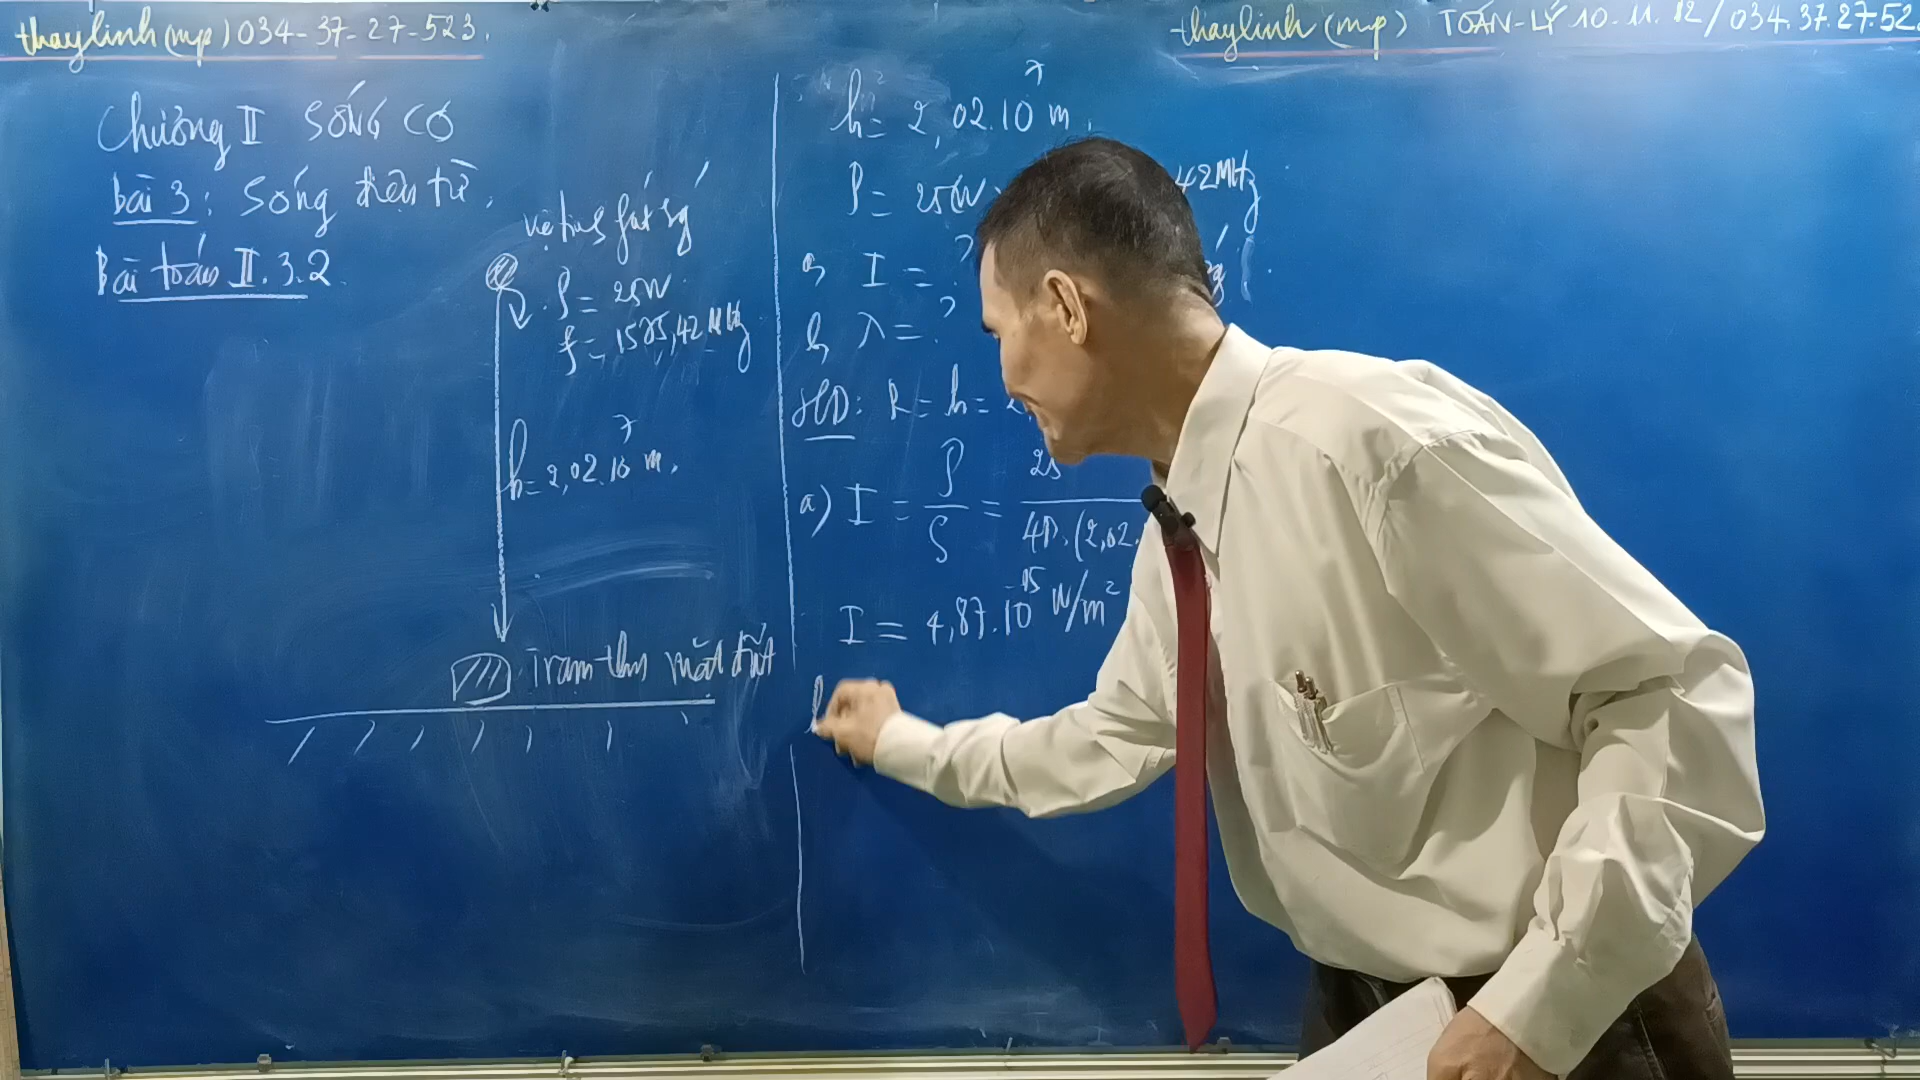 thaylinh (mp) 034-37-27-523.
thaylinh (mp) TOÁN-LÝ 10.11.12 / 034.37.27.52
Chương II SÓNG CƠ
Bài 3: Sóng điện từ.
Bài toán II.3.2
Vệ tinh phát sóng
P = 25W
f = 1575,42 MHz
h = 2,02.10⁷ m.
Trạm thu mặt đất
h = 2,02.10⁷ m.
P = 25W 42MHz
a, I = ?
b, λ = ?
HD: R = h = 2,
a) I = P/S = 25/4π.(2,02.
I = 4,87.10⁻¹⁵ W/m²
b